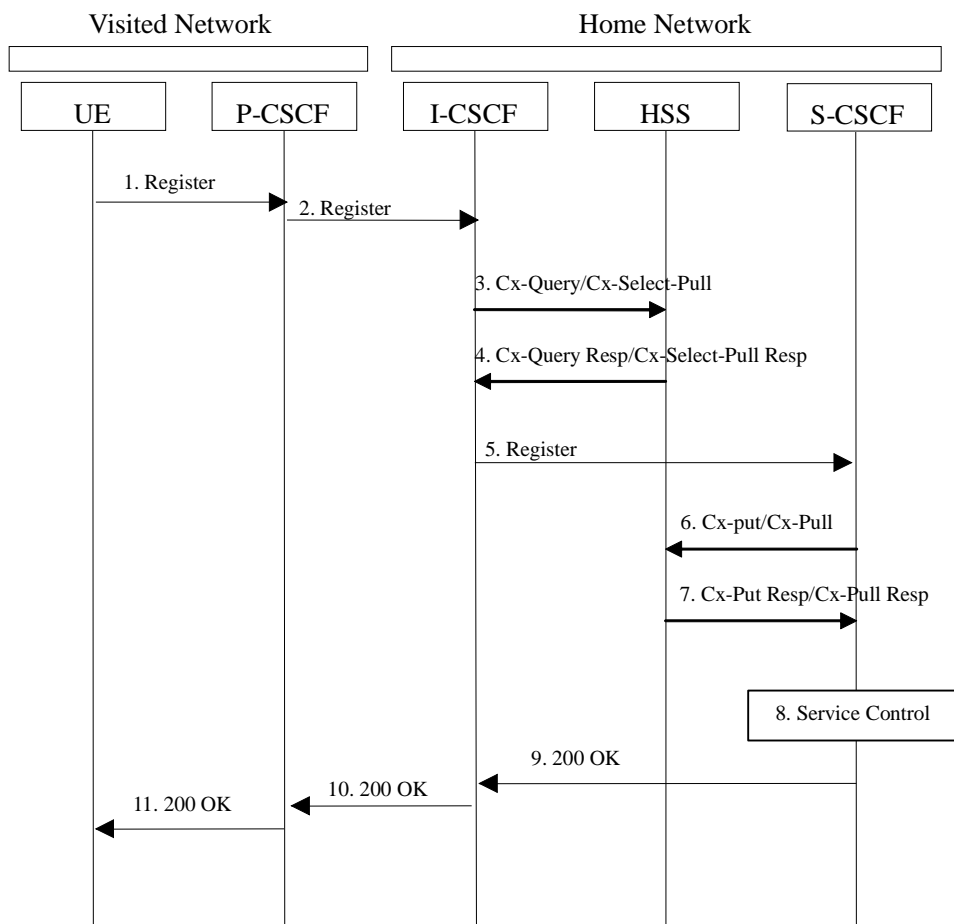 Visited Network
Home Network
UE
P-CSCF
I-CSCF
HSS
S-CSCF
1. Register
2. Register
3. Cx-Query/Cx-Select-Pull
4. Cx-Query Resp/Cx-Select-Pull Resp
5. Register
6. Cx-put/Cx-Pull
7. Cx-Put Resp/Cx-Pull Resp
8. Service Control
9. 200 OK
10. 200 OK
11. 200 OK